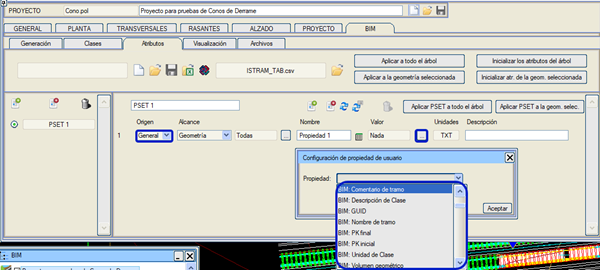 PROYECTO Cono.pol Proyecto para pruebas de Conos de Derrame
GENERAL PLANTA TRANSVERSALES RASANTES ALZADO PROYECTO BIM
Generación Clases Atributos Visualización Archivos
ISTRAM_TAB.csv
Aplicar a todo el árbol Inicializar los atributos del árbol
Aplicar a la geometría seleccionada Inicializar atr. de la geom. seleccionada
PSET 1
PSET 1 Aplicar PSET a todo el árbol Aplicar PSET a la geom. selec.
Origen Alcance Nombre Valor Unidades Descripción
1 General Geometría Todas ... Propiedad 1 Nada ... TXT
Configuración de propiedad de usuario
Propiedad:
BIM: Comentario de tramo
BIM: Descripción de Clase
BIM: GUID
BIM: Nombre de tramo
BIM: PK final
BIM: PK inicial
BIM: Unidad de Clase
BIM: Volumen geométrico
Aceptar
BIM